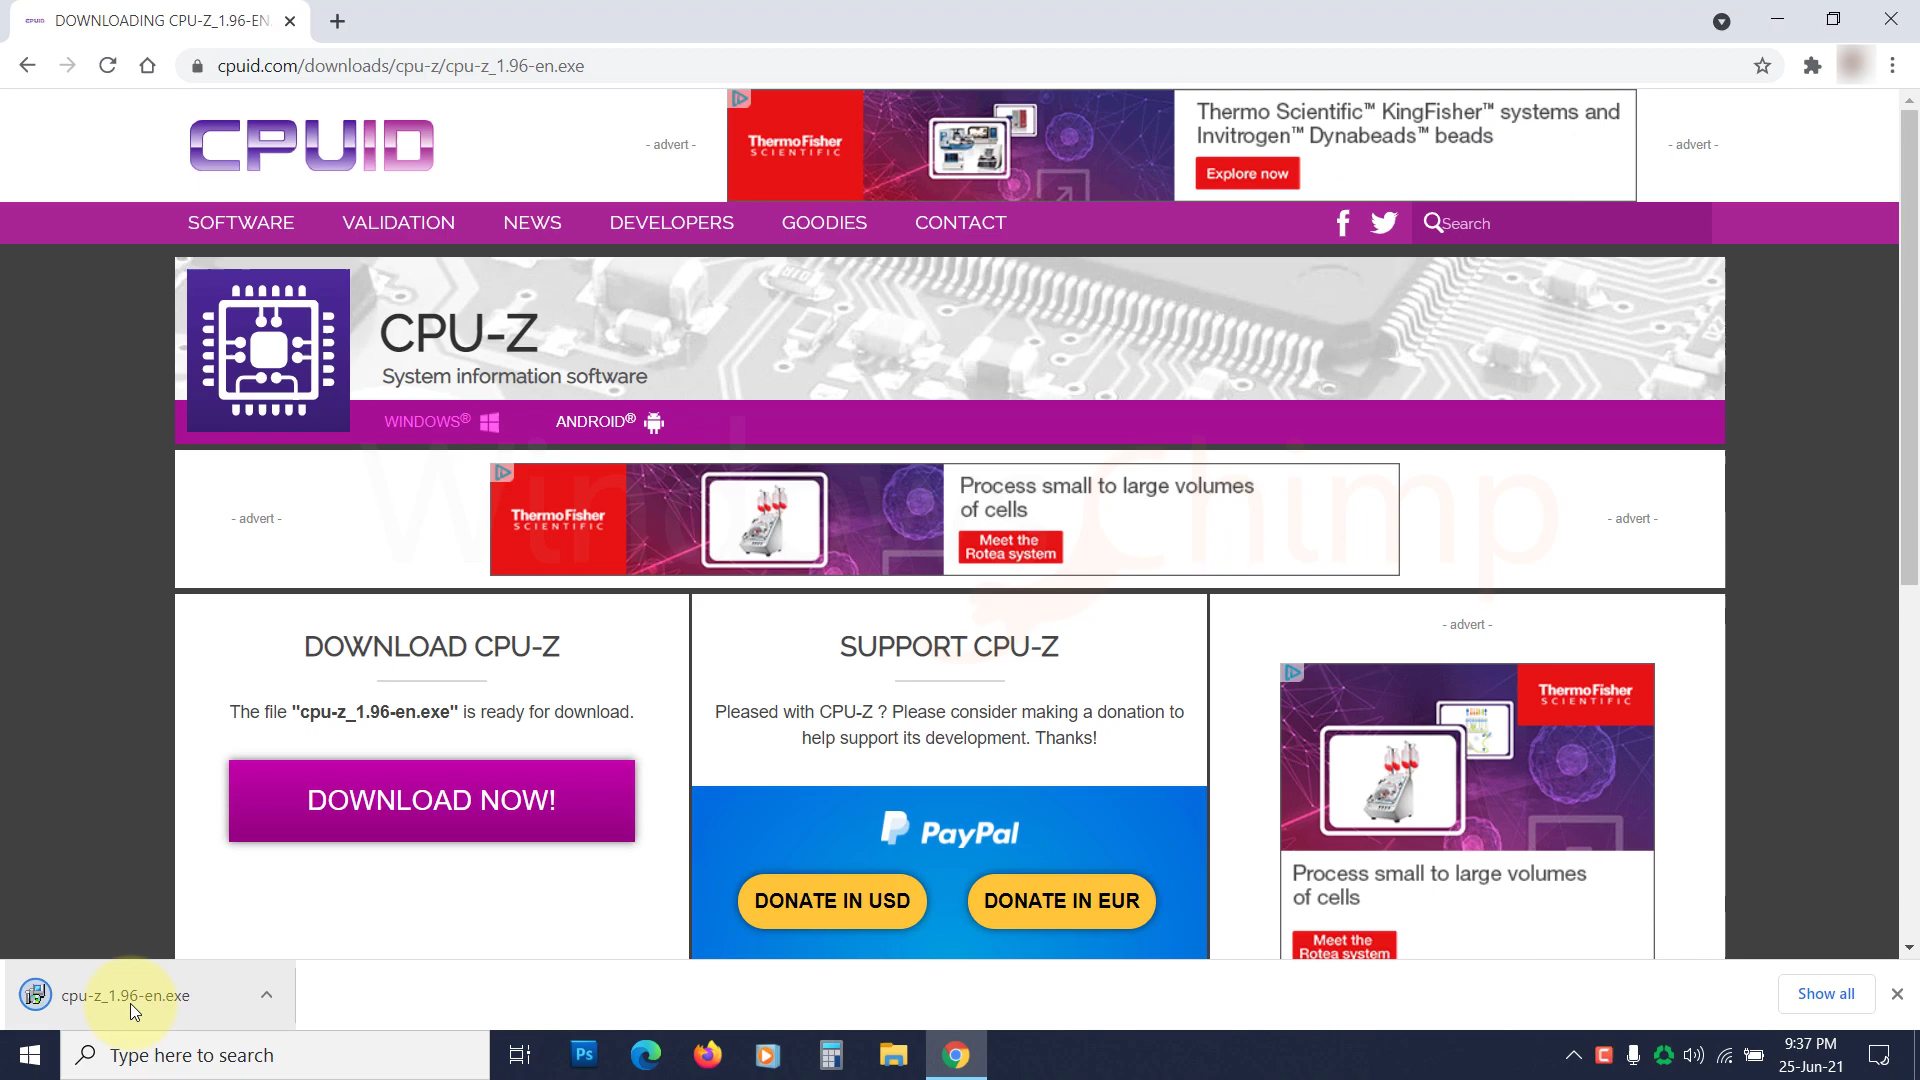 DOWNLOADING CPU-Z_1.96-EN
cpuid.com/downloads/cpu-z/cpu-z_1.96-en.exe
CPUID
- advert -
ThermoFisher
SCIENTIFIC
Thermo Scientific™ KingFisher™ systems and
Invitrogen™ Dynabeads™ beads
Explore now
- advert -
SOFTWARE
VALIDATION
NEWS
DEVELOPERS
GOODIES
CONTACT
Search
CPU-Z
System information software
WINDOWS®
ANDROID®
- advert -
ThermoFisher
SCIENTIFIC
Process small to large volumes
of cells
Meet the
Rotea system
- advert -
DOWNLOAD CPU-Z
The file "cpu-z_1.96-en.exe" is ready for download.
DOWNLOAD NOW!
SUPPORT CPU-Z
Pleased with CPU-Z ? Please consider making a donation to
help support its development. Thanks!
PayPal
DONATE IN USD
DONATE IN EUR
- advert -
ThermoFisher
SCIENTIFIC
Process small to large volumes
of cells
Meet the
Rotea system
cpu-z_1.96-en.exe
Show all
Type here to search
Ps
9:37 PM
25-Jun-21